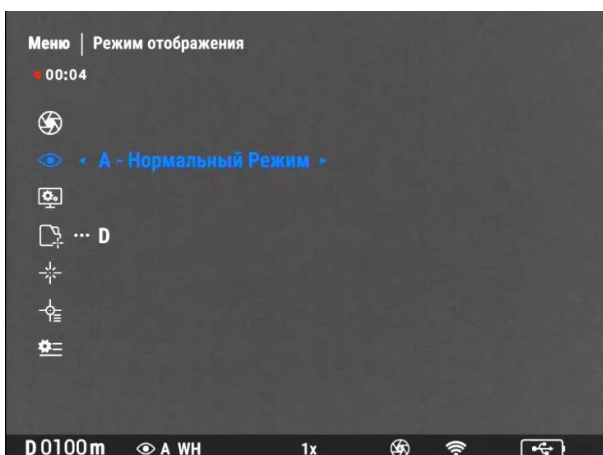 Меню | Режим отображения
00:04
A - Нормальный Режим
··· D
D0100m A WH 1x